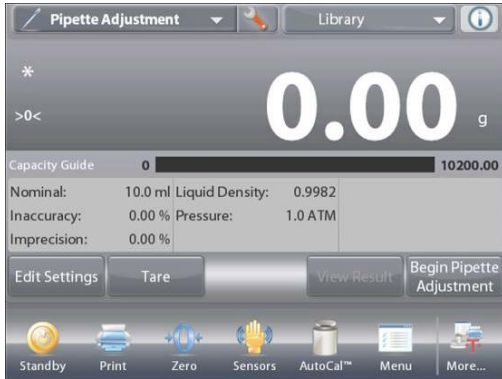 Pipette Adjustment Library
*
>0<
0.00 g
Capacity Guide 0 10200.00
Nominal: 10.0 ml Liquid Density: 0.9982
Inaccuracy: 0.00 % Pressure: 1.0 ATM
Imprecision: 0.00 %
Edit Settings Tare View Result Begin Pipette
Adjustment
Standby Print Zero Sensors AutoCal™ Menu More...